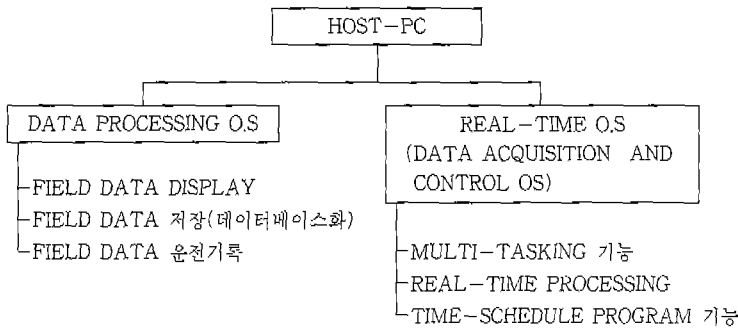 HOST-PC
DATA PROCESSING O.S
FIELD DATA DISPLAY
FIELD DATA 저장(데이터베이스화)
FIELD DATA 운전기록
REAL-TIME O.S
(DATA ACQUISITION AND
CONTROL OS)
MULTI-TASKING 기능
REAL-TIME PROCESSING
TIME-SCHEDULE PROGRAM 기능